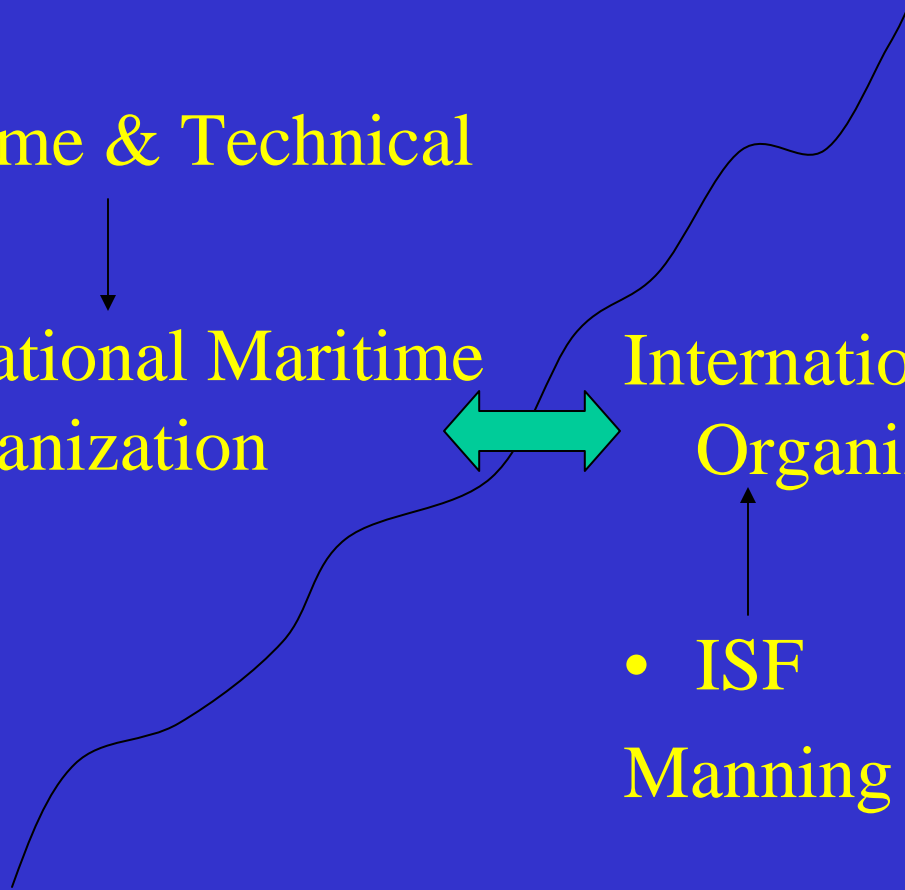 me & Technical
ational Maritime
anization
Internatio
Organi
• ISF
Manning